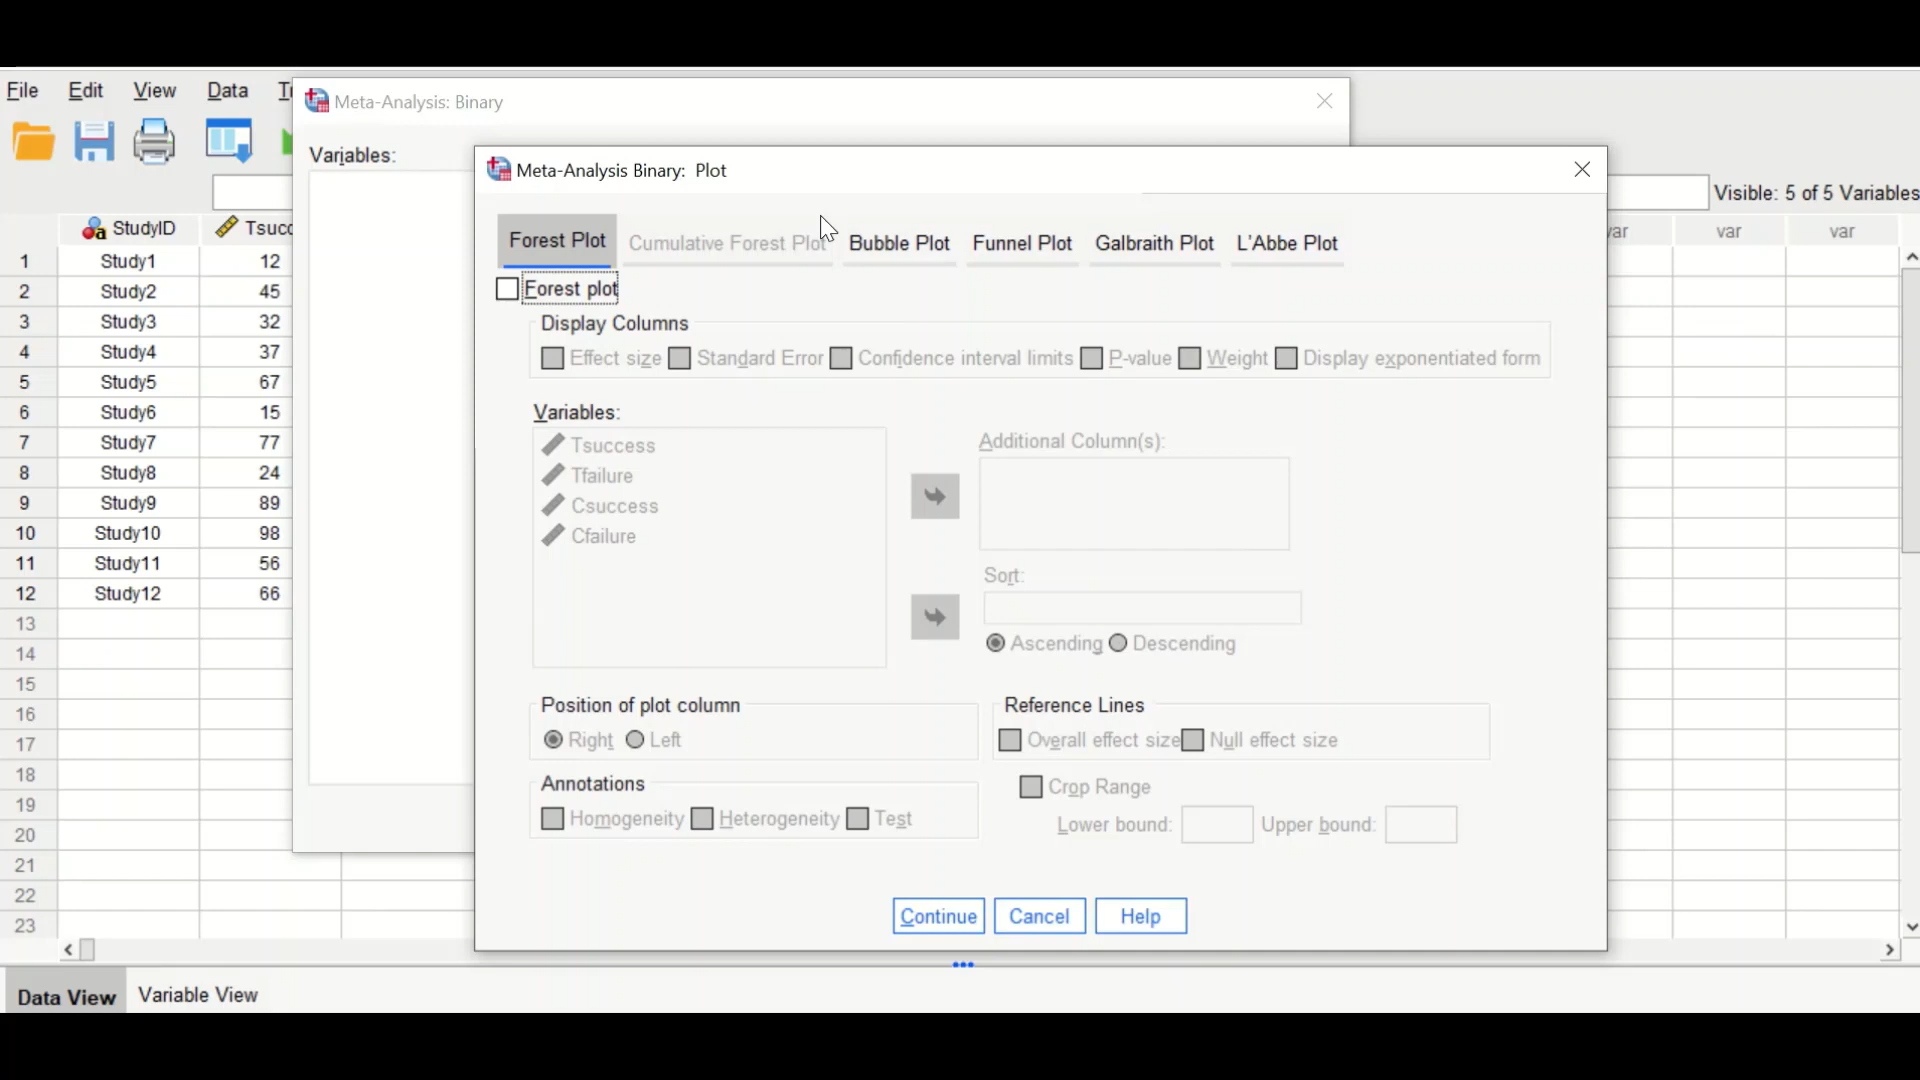 File Edit View Data
Meta-Analysis: Binary
Variables:
Meta-Analysis Binary: Plot
Visible: 5 of 5 Variables
Forest Plot Cumulative Forest Plot Bubble Plot Funnel Plot Galbraith Plot L'Abbe Plot
Forest plot
Display Columns
Effect size Standard Error Confidence interval limits P-value Weight Display exponentiated form
Variables:
Tsuccess
Tfailure
Csuccess
Cfailure
Additional Column(s):
Sort:
Ascending Descending
Position of plot column
Right Left
Reference Lines
Overall effect size Null effect size
Annotations
Homogeneity Heterogeneity Test
Crop Range
Lower bound: Upper bound:
Continue Cancel Help
StudyID Tsucc
var var var
1 Study1 12
2 Study2 45
3 Study3 32
4 Study4 37
5 Study5 67
6 Study6 15
7 Study7 77
8 Study8 24
9 Study9 89
10 Study10 98
11 Study11 56
12 Study12 66
13
14
15
16
17
18
19
20
21
22
23
Data View Variable View